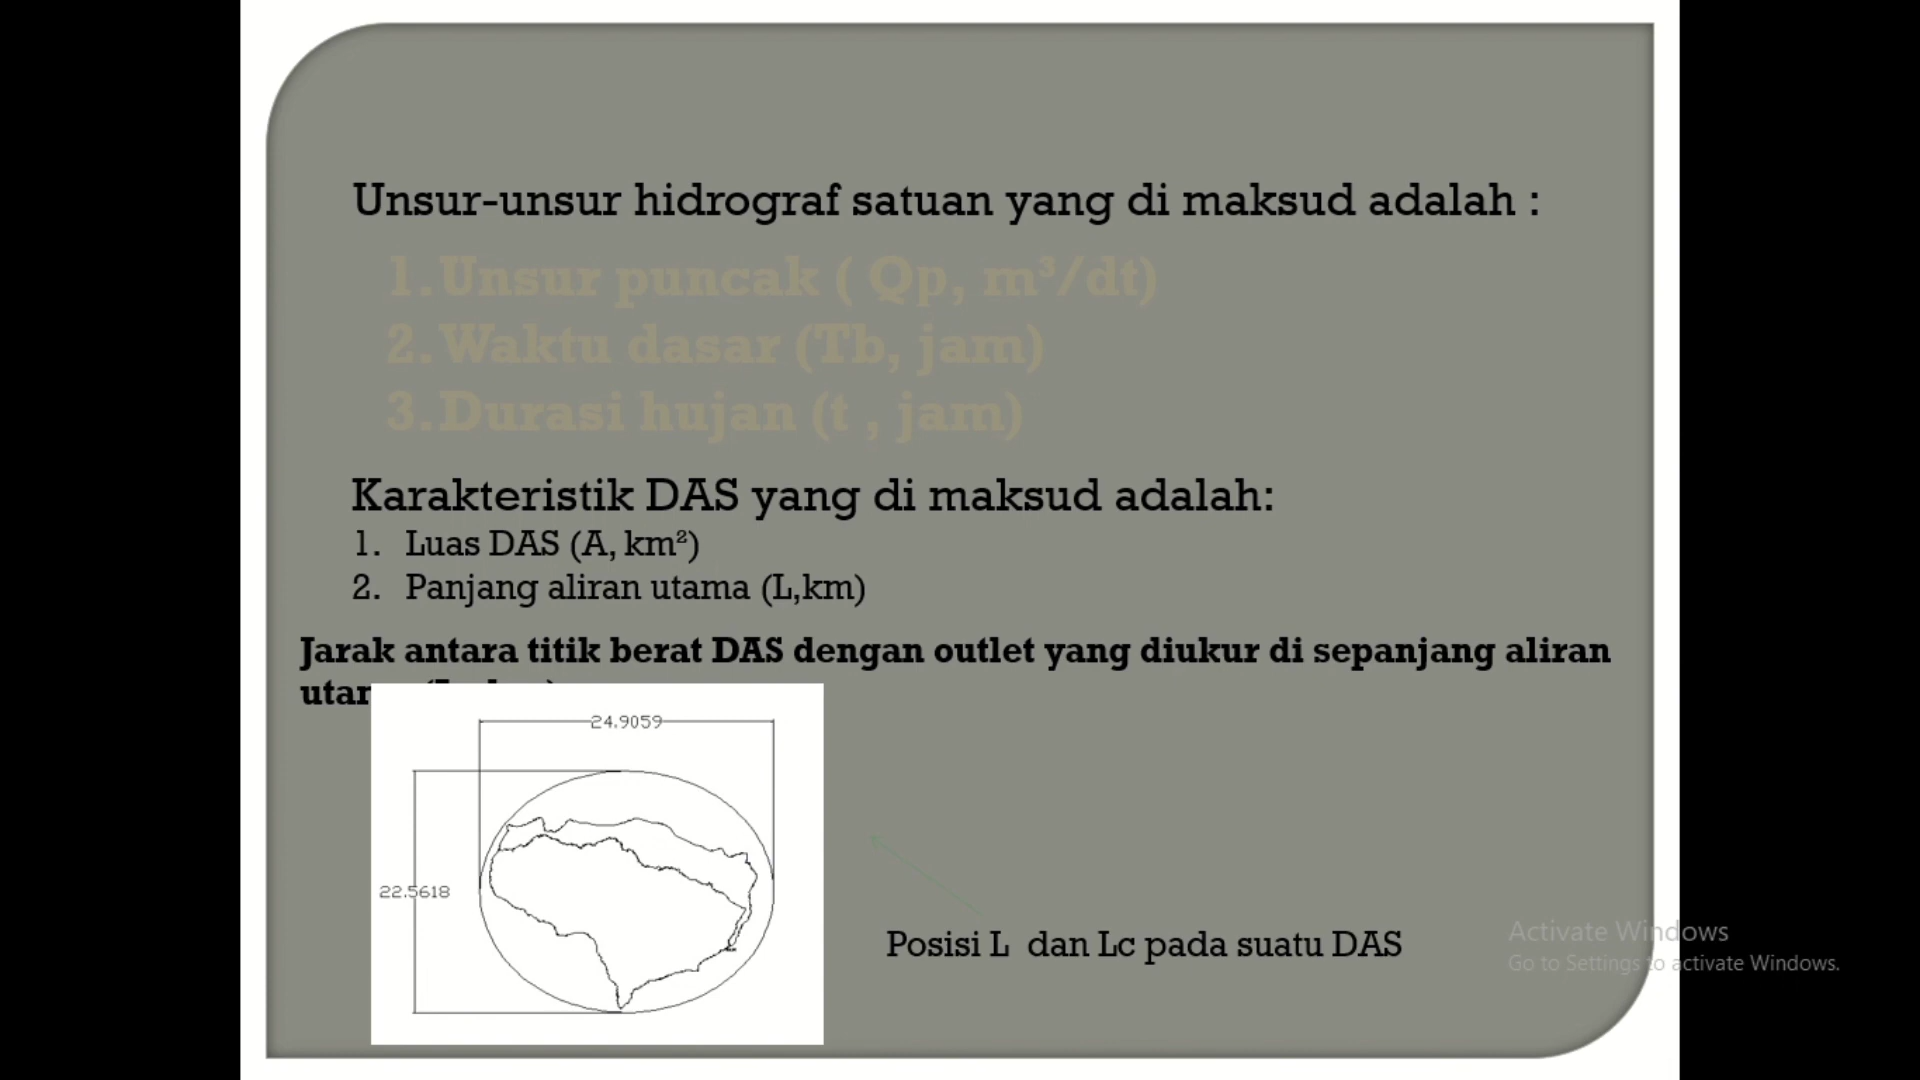 Unsur-unsur hidrograf satuan yang di maksud adalah :
1. Unsur puncak ( Qp, m³/dt)
2. Waktu dasar (Tb, jam)
3. Durasi hujan (t , jam)
Karakteristik DAS yang di maksud adalah:
1. Luas DAS (A, km²)
2. Panjang aliran utama (L,km)
Jarak antara titik berat DAS dengan outlet yang diukur di sepanjang aliran
24.9059
22.5618
Posisi L dan Lc pada suatu DAS
Activate Windows
Go to Settings to activate Windows.